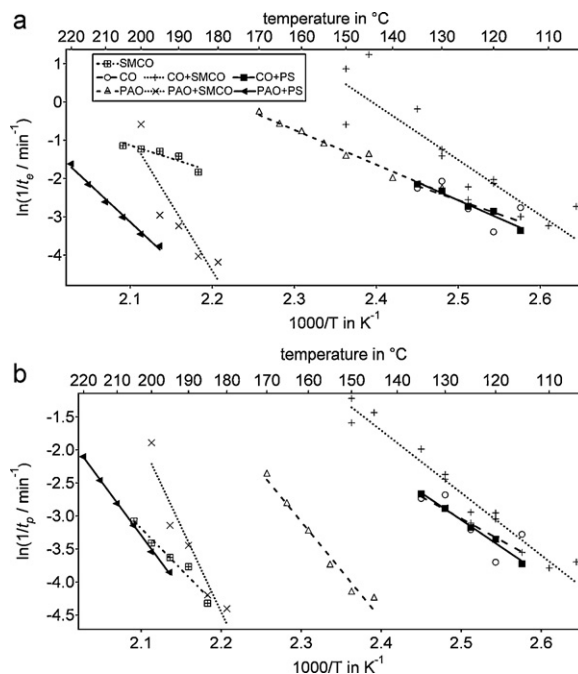 a
temperature in °C
220 210 200 190 180 170 160 150 140 130 120 110
SMCO
CO CO+SMCO CO+PS
PAO PAO+SMCO PAO+PS
ln(1/te / min-1)
1
0
-1
-2
-3
-4
2.1 2.2 2.3 2.4 2.5 2.6
1000/T in K-1
b
temperature in °C
220 210 200 190 180 170 160 150 140 130 120 110
ln(1/tp / min-1)
-1.5
-2.0
-2.5
-3.0
-3.5
-4.0
-4.5
2.1 2.2 2.3 2.4 2.5 2.6
1000/T in K-1